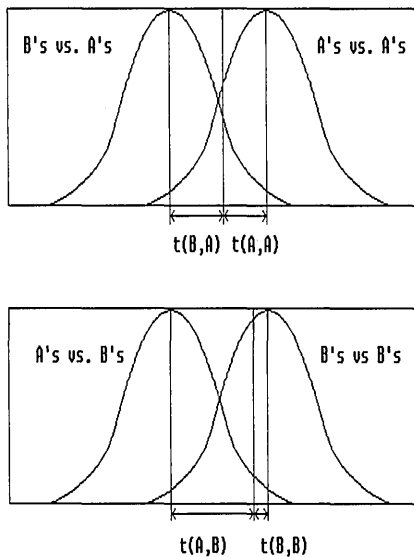 B's vs. A's A's vs. A's
t(B,A) t(A,A)
A's vs. B's B's vs B's
t(A,B) t(B,B)